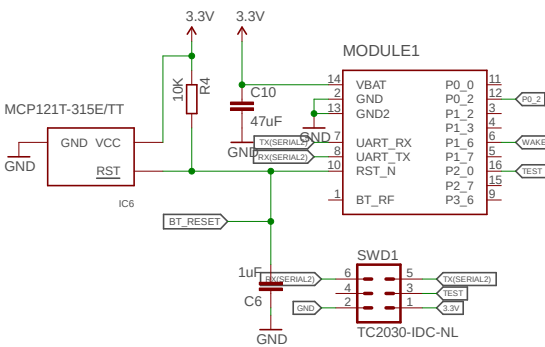 3.3V
3.3V
MODULE1
10K
R4
C10
47uF
GND
MCP121T-315E/TT
GND
VCC
RST
IC6
GND
14
VBAT
2
GND
13
GND2
7
UART_RX
8
UART_TX
10
RST_N
1
BT_RF
P0_0
11
P0_2
12
P1_2
3
P1_3
4
P1_6
6
P1_7
5
P2_0
16
P2_7
15
P3_6
9
P0_2
WAKE
TEST
GND
TX(SERIAL2)
RX(SERIAL2)
BT_RESET
1uF
C6
GND
SWD1
RX(SERIAL2)
6
5
TX(SERIAL2)
4
3
TEST
GND
2
1
3.3V
TC2030-IDC-NL